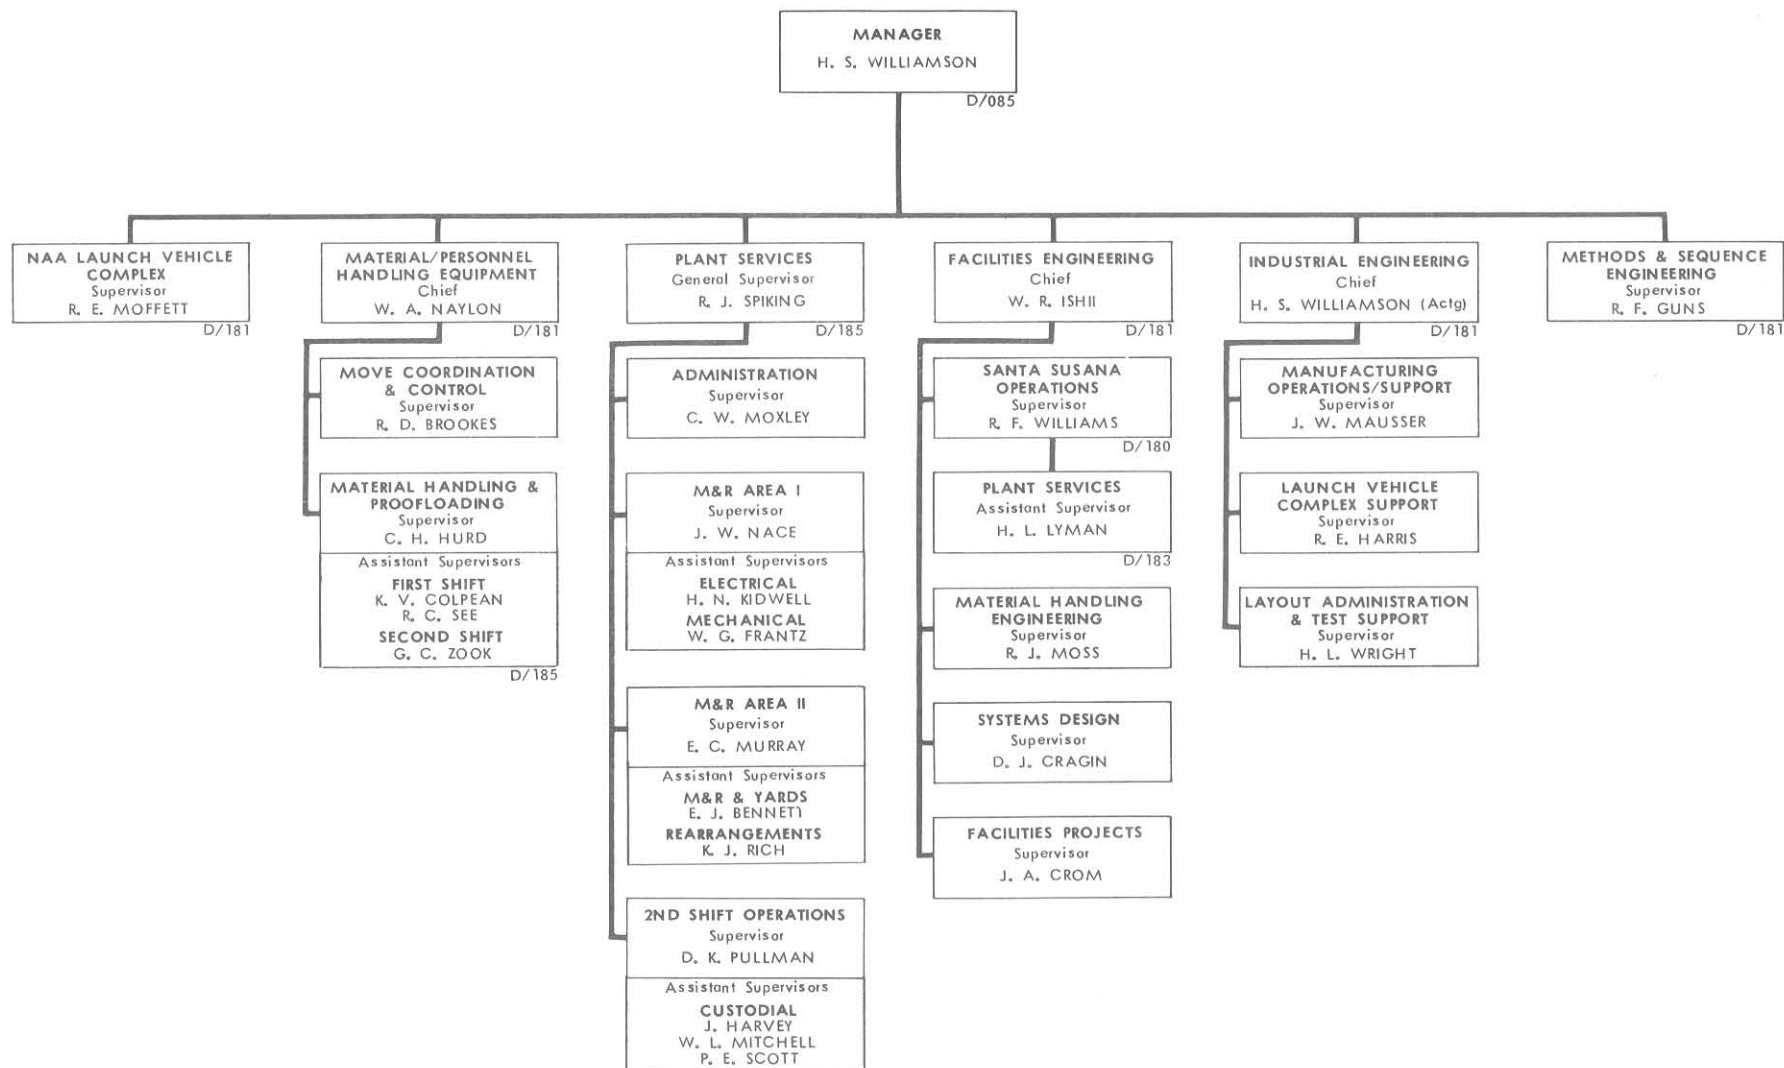 MANAGER
H. S. WILLIAMSON
D/085
NAA LAUNCH VEHICLE
COMPLEX
Supervisor
R. E. MOFFETT
D/181
MATERIAL/PERSONNEL
HANDLING EQUIPMENT
Chief
W. A. NAYLON
D/181
MOVE COORDINATION
& CONTROL
Supervisor
R. D. BROOKES
MATERIAL HANDLING &
PROOFLOADING
Supervisor
C. H. HURD
Assistant Supervisors
FIRST SHIFT
K. V. COLPEAN
R. C. SEE
SECOND SHIFT
G. C. ZOOK
D/185
PLANT SERVICES
General Supervisor
R. J. SPIKING
D/185
ADMINISTRATION
Supervisor
C. W. MOXLEY
M&R AREA I
Supervisor
J. W. NACE
Assistant Supervisors
ELECTRICAL
H. N. KIDWELL
MECHANICAL
W. G. FRANTZ
M&R AREA II
Supervisor
E. C. MURRAY
Assistant Supervisors
M&R & YARDS
E. J. BENNETT
REARRANGEMENTS
K. J. RICH
2ND SHIFT OPERATIONS
Supervisor
D. K. PULLMAN
Assistant Supervisors
CUSTODIAL
J. HARVEY
W. L. MITCHELL
P. E. SCOTT
FACILITIES ENGINEERING
Chief
W. R. ISHII
D/181
SANTA SUSANA
OPERATIONS
Supervisor
R. F. WILLIAMS
D/180
PLANT SERVICES
Assistant Supervisor
H. L. LYMAN
D/183
MATERIAL HANDLING
ENGINEERING
Supervisor
R. J. MOSS
SYSTEMS DESIGN
Supervisor
D. J. CRAGIN
FACILITIES PROJECTS
Supervisor
J. A. CROM
INDUSTRIAL ENGINEERING
Chief
H. S. WILLIAMSON (Actg)
D/181
MANUFACTURING
OPERATIONS/SUPPORT
Supervisor
J. W. MAUSSER
LAUNCH VEHICLE
COMPLEX SUPPORT
Supervisor
R. E. HARRIS
LAYOUT ADMINISTRATION
& TEST SUPPORT
Supervisor
H. L. WRIGHT
METHODS & SEQUENCE
ENGINEERING
Supervisor
R. F. GUNS
D/181